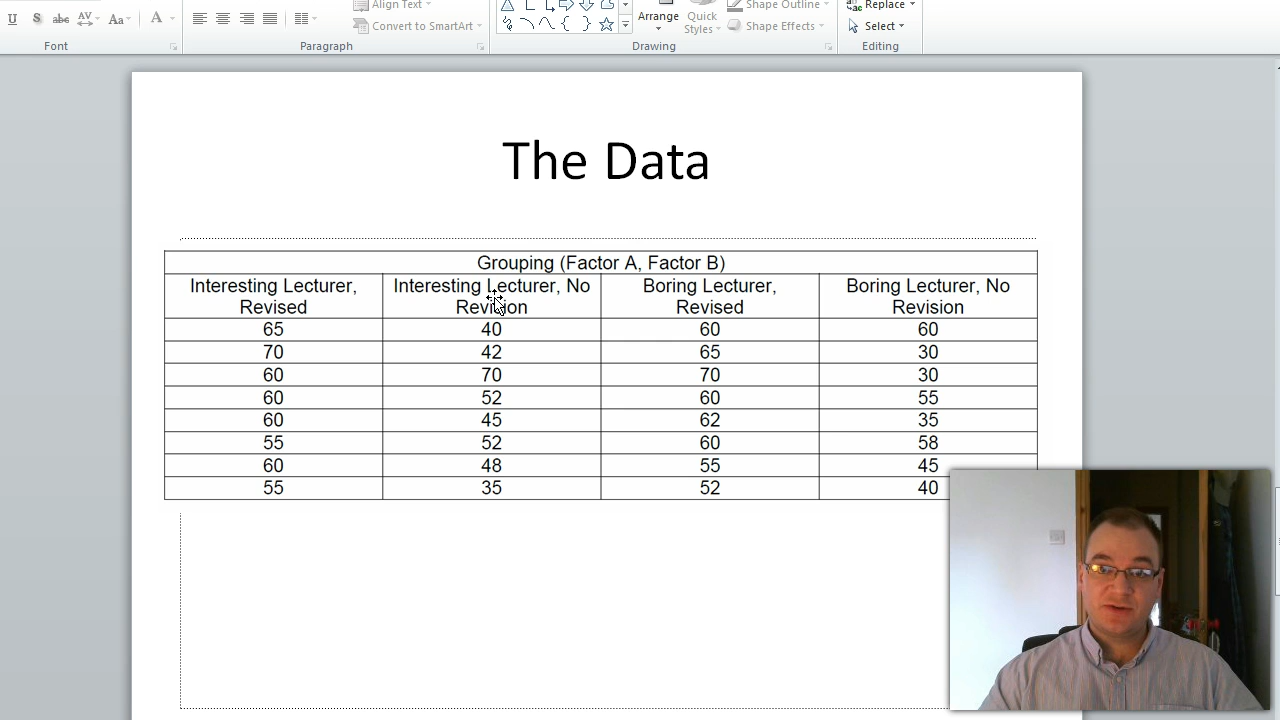 U S abc AV Aa A
Align Text
Convert to SmartArt
Arrange
Quick
Styles
Shape Outline
Shape Effects
Replace
Select
Font
Paragraph
Drawing
Editing
The Data
Grouping (Factor A, Factor B)
Interesting Lecturer, Revised
Interesting Lecturer, No Revision
Boring Lecturer, Revised
Boring Lecturer, No Revision
65 40 60 60
70 42 65 30
60 70 70 30
60 52 60 55
60 45 62 35
55 52 60 58
60 48 55 45
55 35 52 40